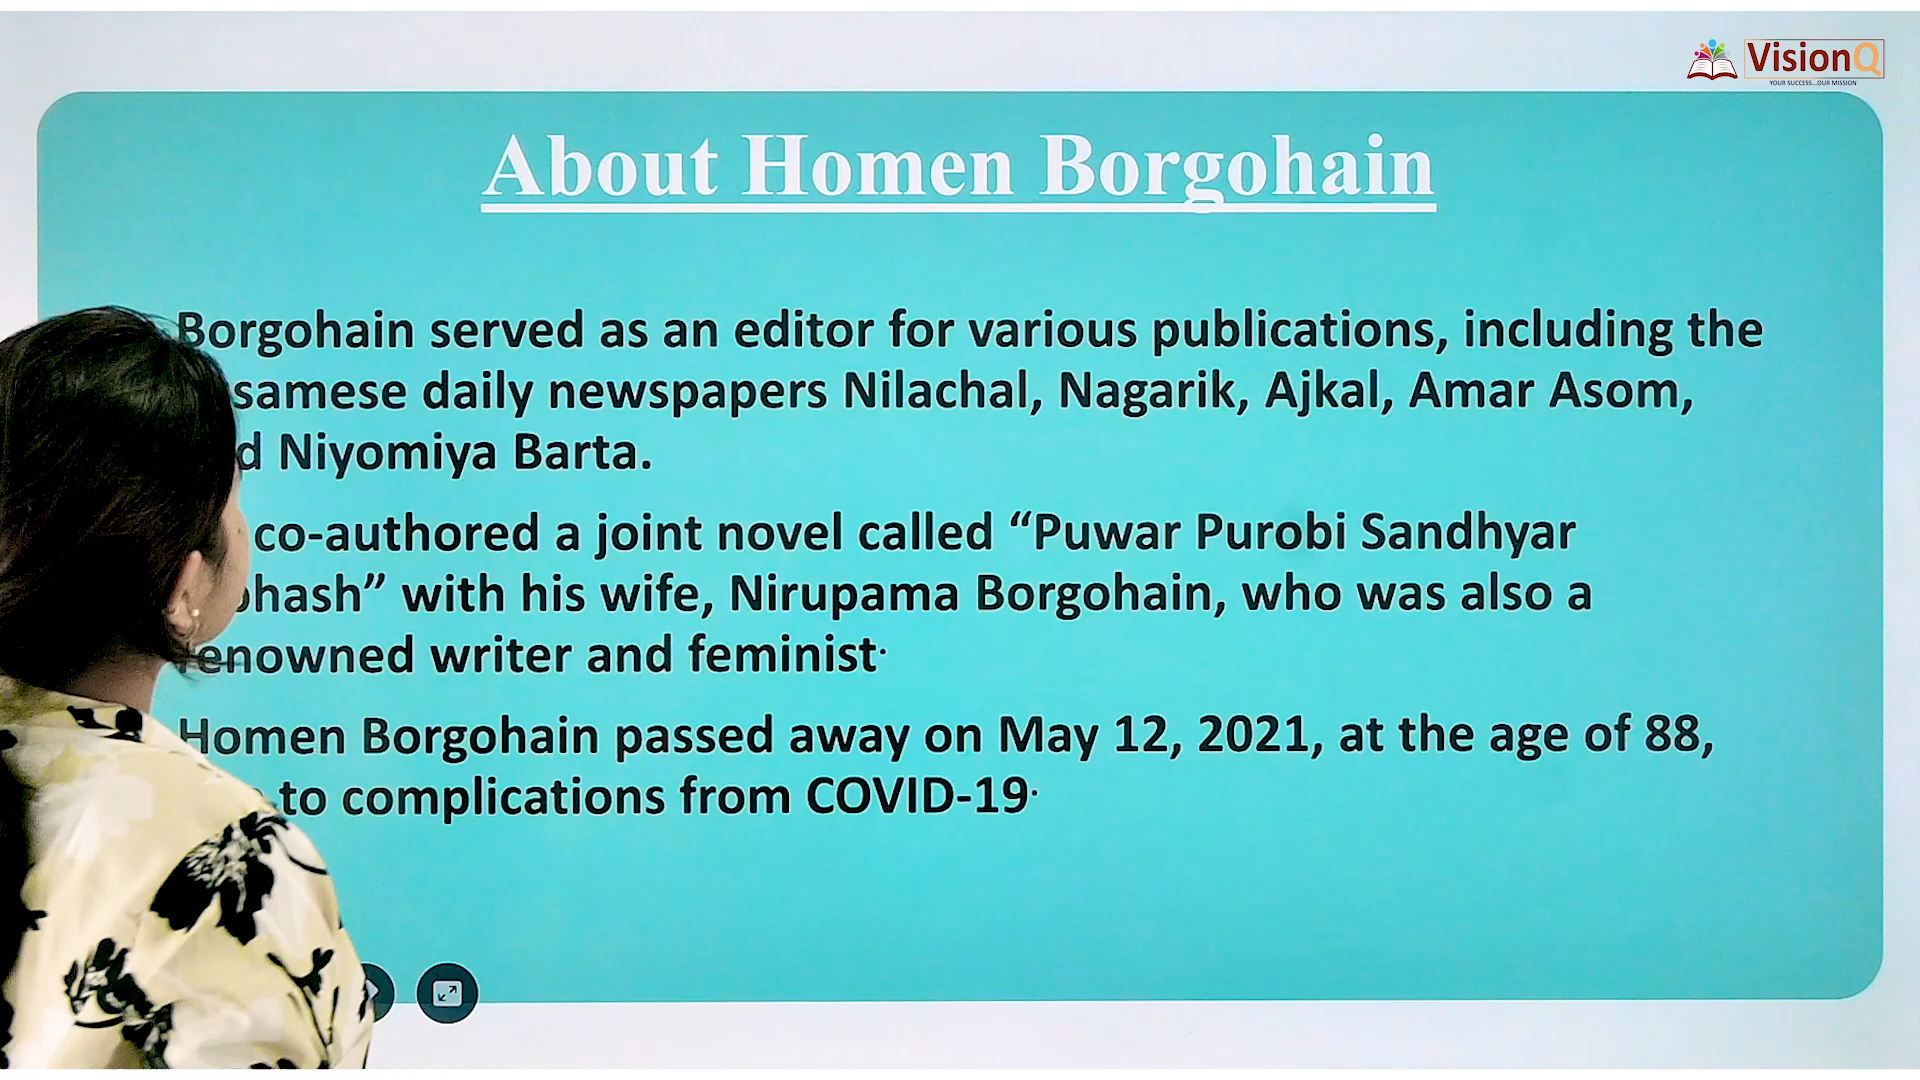 VisionQ
YOUR SUCCESS...OUR MISSION
About Homen Borgohain
Borgohain served as an editor for various publications, including the
samese daily newspapers Nilachal, Nagarik, Ajkal, Amar Asom,
d Niyomiya Barta.
co-authored a joint novel called “Puwar Purobi Sandhyar
bhash” with his wife, Nirupama Borgohain, who was also a
renowned writer and feminist.
Homen Borgohain passed away on May 12, 2021, at the age of 88,
to complications from COVID-19.